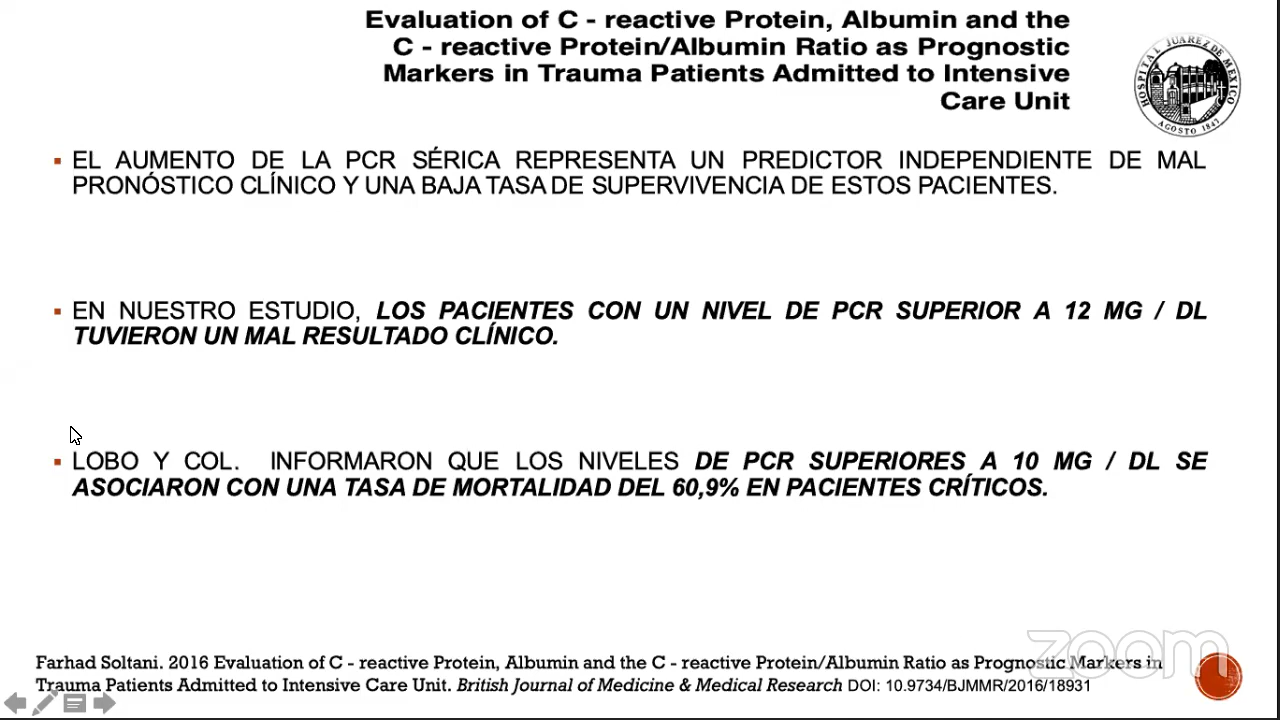 Evaluation of C - reactive Protein, Albumin and the
C - reactive Protein/Albumin Ratio as Prognostic
Markers in Trauma Patients Admitted to Intensive
Care Unit
HOSPITAL JUAREZ DE MEXICO
AGOSTO 1847
▪ EL AUMENTO DE LA PCR SÉRICA REPRESENTA UN PREDICTOR INDEPENDIENTE DE MAL
PRONÓSTICO CLÍNICO Y UNA BAJA TASA DE SUPERVIVENCIA DE ESTOS PACIENTES.
▪ EN NUESTRO ESTUDIO, LOS PACIENTES CON UN NIVEL DE PCR SUPERIOR A 12 MG / DL
TUVIERON UN MAL RESULTADO CLÍNICO.
▪ LOBO Y COL. INFORMARON QUE LOS NIVELES DE PCR SUPERIORES A 10 MG / DL SE
ASOCIARON CON UNA TASA DE MORTALIDAD DEL 60,9% EN PACIENTES CRÍTICOS.
zoom
Farhad Soltani. 2016 Evaluation of C - reactive Protein, Albumin and the C - reactive Protein/Albumin Ratio as Prognostic Markers in
Trauma Patients Admitted to Intensive Care Unit. British Journal of Medicine & Medical Research DOI: 10.9734/BJMMR/2016/18931